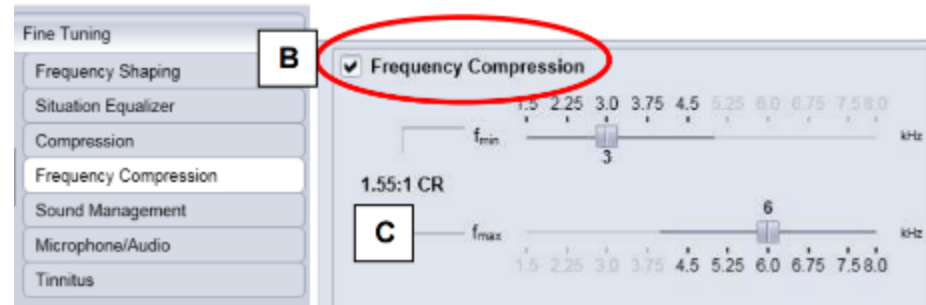 Fine Tuning
Frequency Shaping
Situation Equalizer
Compression
Frequency Compression
Sound Management
Microphone/Audio
Tinnitus
B
Frequency Compression
1.5 2.25 3.0 3.75 4.5 5.25 6.0 6.75 7.5 8.0
fmin kHz
3
1.55:1 CR
C
6
fmax kHz
1.5 2.25 3.0 3.75 4.5 5.25 6.0 6.75 7.5 8.0